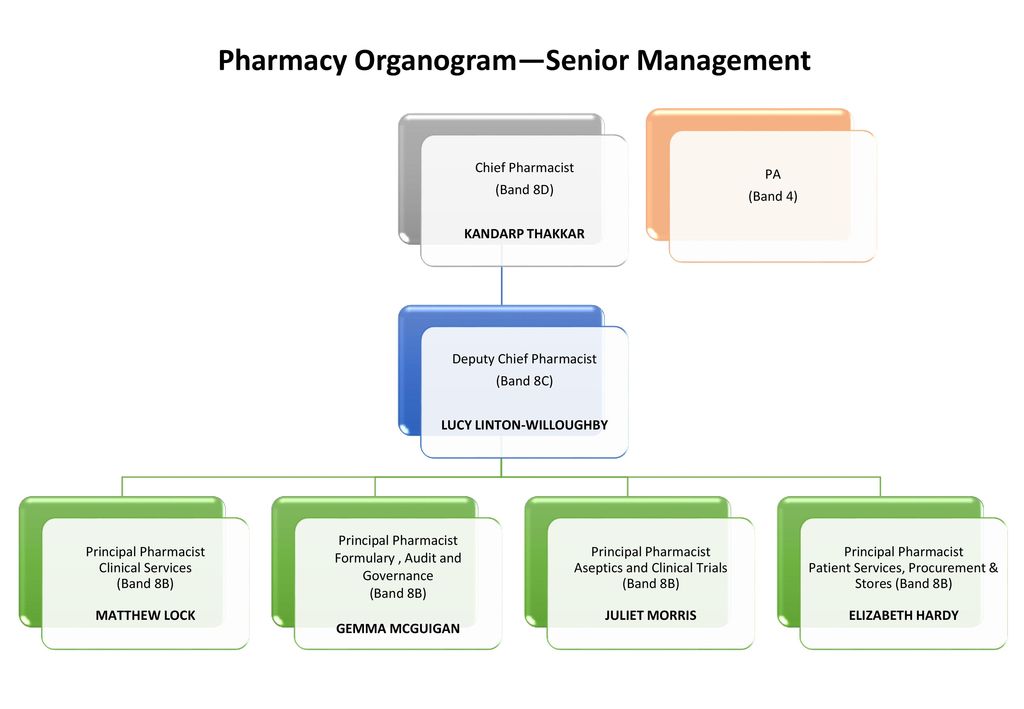 Pharmacy Organogram—Senior Management
Chief Pharmacist
(Band 8D)
KANDARP THAKKAR
PA
(Band 4)
Deputy Chief Pharmacist
(Band 8C)
LUCY LINTON-WILLOUGHBY
Principal Pharmacist
Clinical Services
(Band 8B)
MATTHEW LOCK
Principal Pharmacist
Formulary , Audit and
Governance
(Band 8B)
GEMMA MCGUIGAN
Principal Pharmacist
Aseptics and Clinical Trials
(Band 8B)
JULIET MORRIS
Principal Pharmacist
Patient Services, Procurement &
Stores (Band 8B)
ELIZABETH HARDY